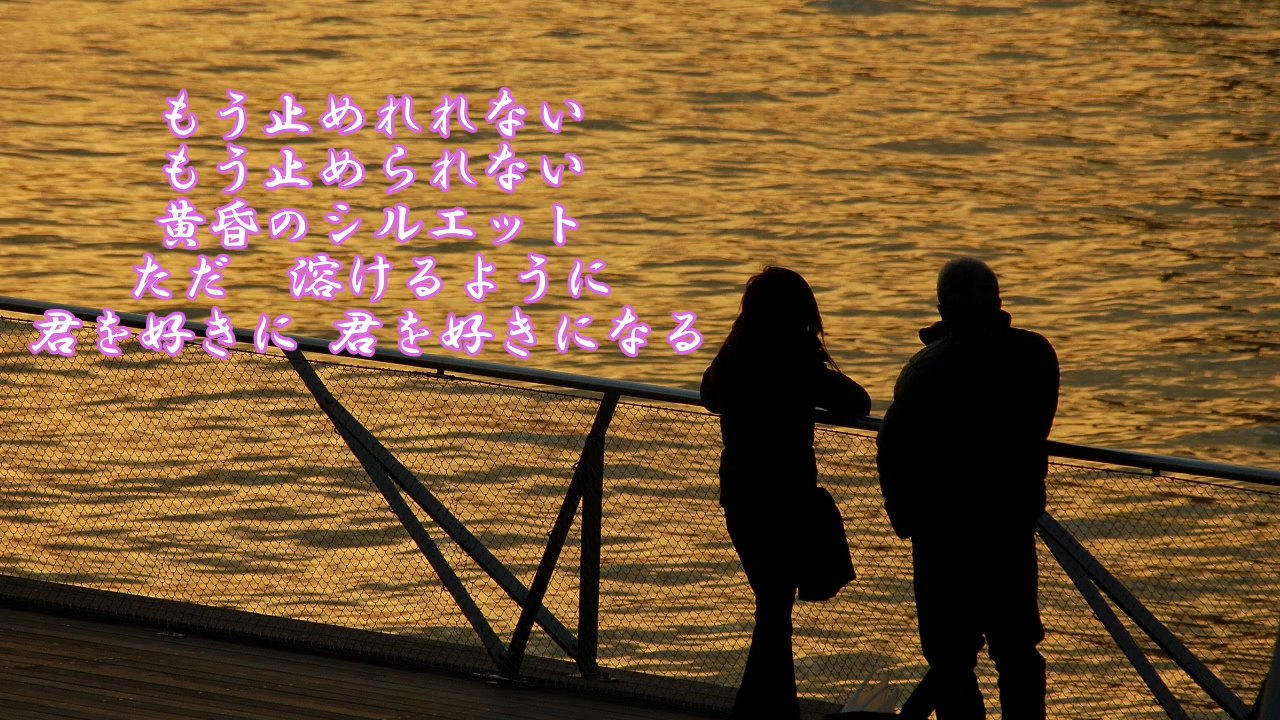 もう止めれれない
もう止められない
黄昏のシルエット
ただ　溶けるように
君を好きに 君を好きになる